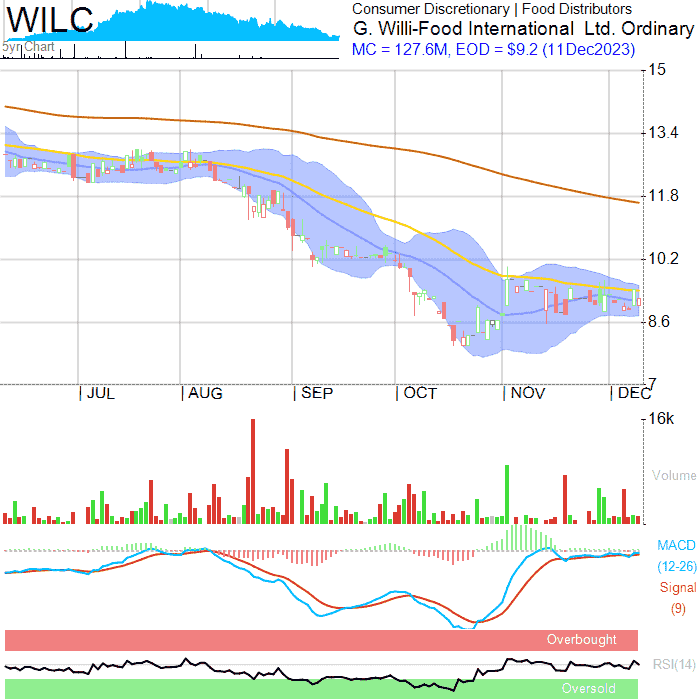 WILC
5yr Chart
Consumer Discretionary | Food Distributors
G. Willi-Food International Ltd. Ordinary
MC = 127.6M, EOD = $9.2 (11Dec2023)
15
13.4
11.8
10.2
8.6
7
JUL AUG SEP OCT NOV DEC
16k
Volume
MACD
(12-26)
Signal
(9)
Overbought
RSI(14)
Oversold